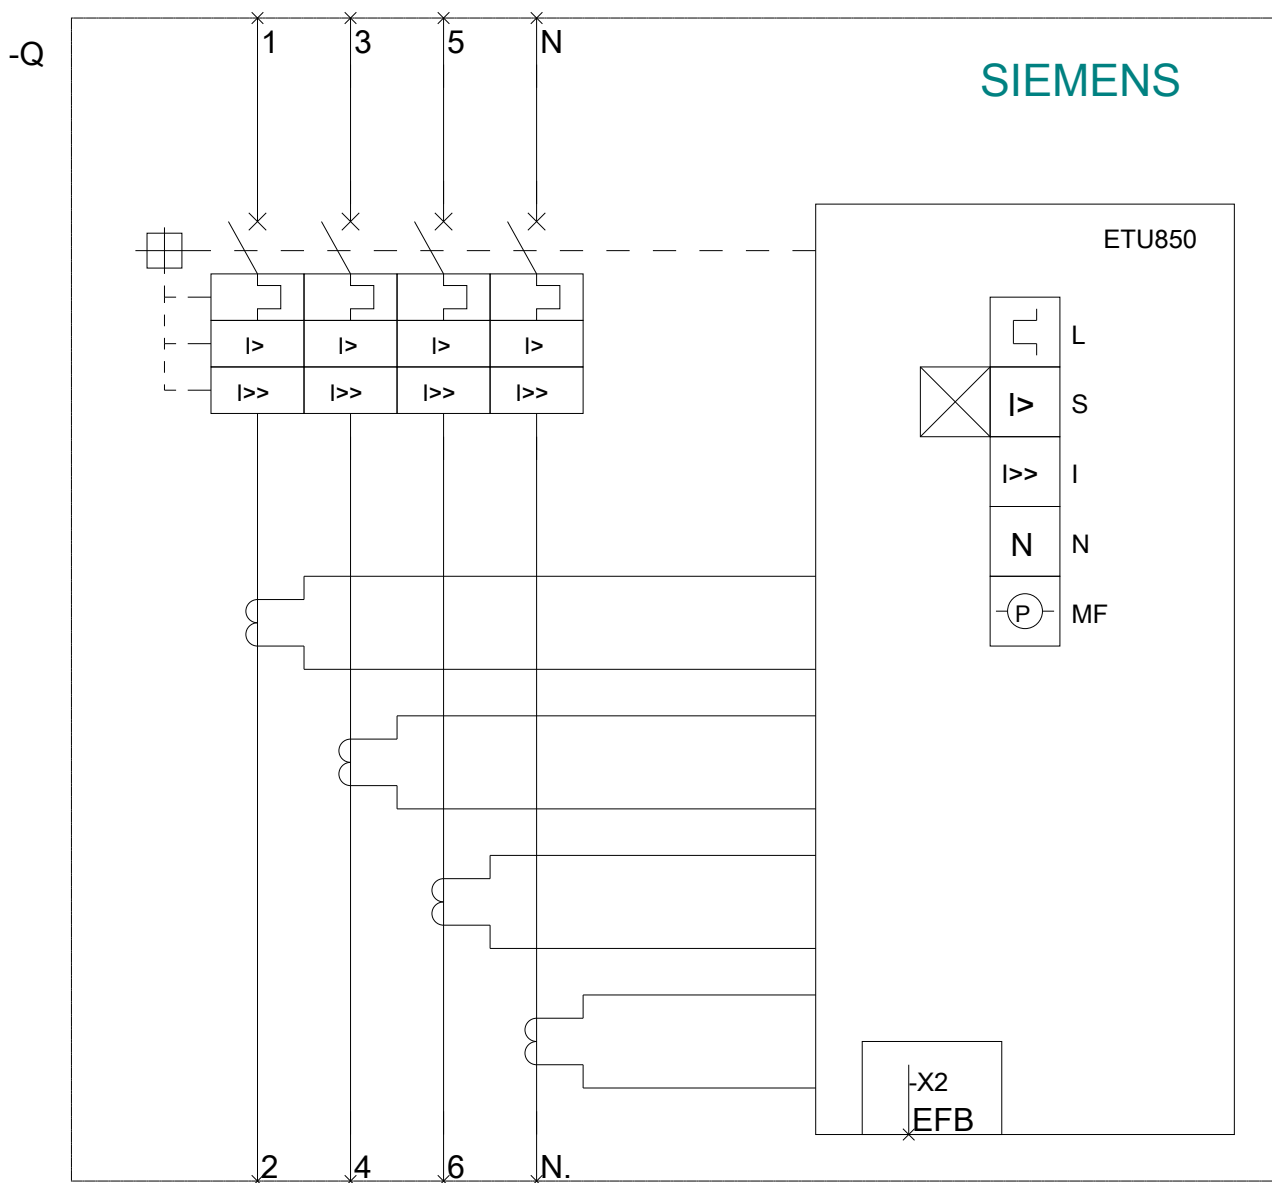 1 3 5 N
-Q
SIEMENS
ETU850
L
I> I> I> I>
I>> I>> I>> I>>
I> S
I>> I
N N
P MF
-X2
EFB
2 4 6 N.